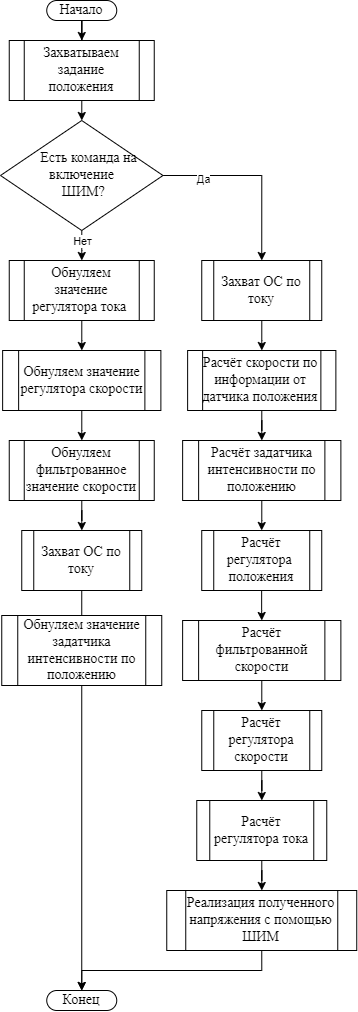 Начало
Захватываем
задание
положения
Есть команда на
включение
ШИМ?
Да
Нет
Обнуляем
значение
регулятора тока
Обнуляем значение
регулятора скорости
Обнуляем
фильтрованное
значение скорости
Захват ОС по
току
Обнуляем значение
задатчика
интенсивности по
положению
Захват ОС по
току
Расчёт скорости по
информации от
датчика положения
Расчёт задатчика
интенсивности по
положению
Расчёт
регулятора
положения
Расчёт
фильтрованной
скорости
Расчёт
регулятора
скорости
Расчёт
регулятора тока
Реализация полученного
напряжения с помощью
ШИМ
Конец